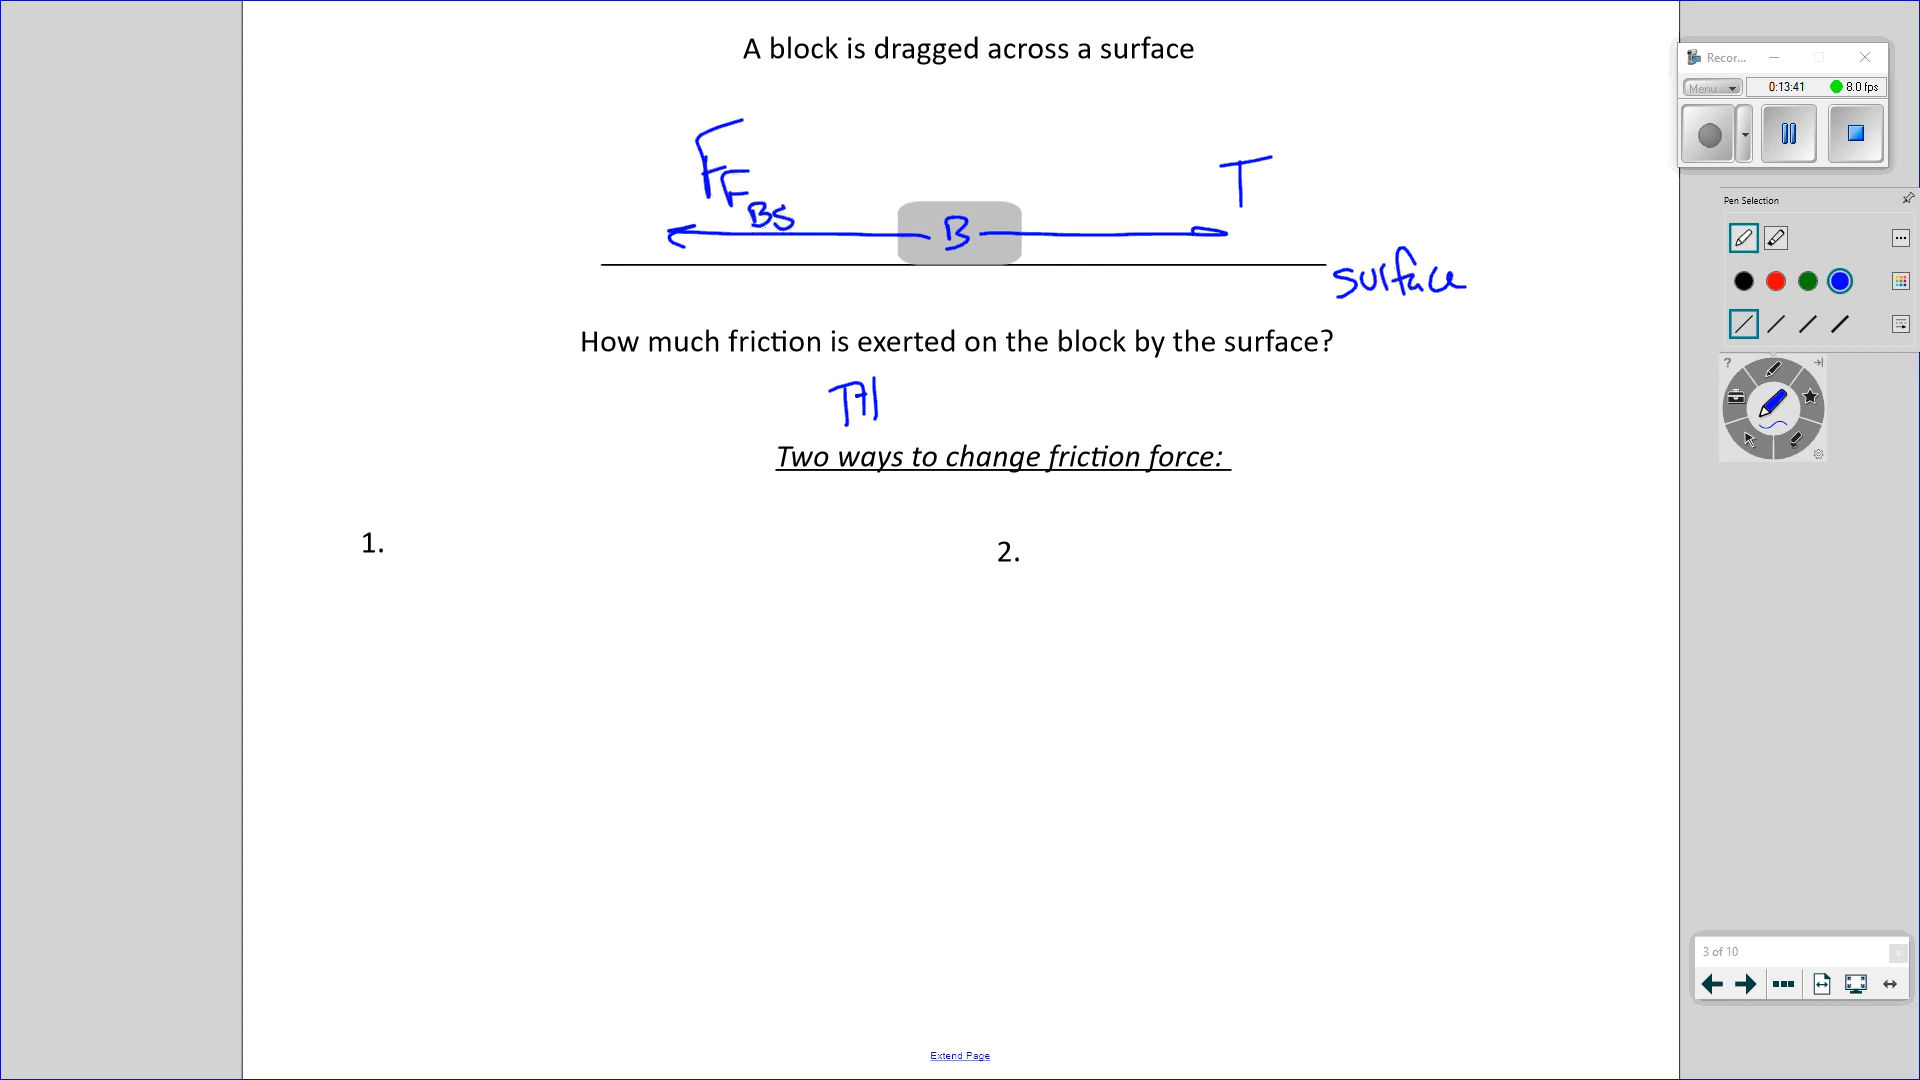 A block is dragged across a surface
Recor...
Menu
0:13:41
8.0 fps
Pen Selection
F F BS
T
B
surface
How much friction is exerted on the block by the surface?
?
Two ways to change friction force:
1.
2.
3 of 10
Extend Page